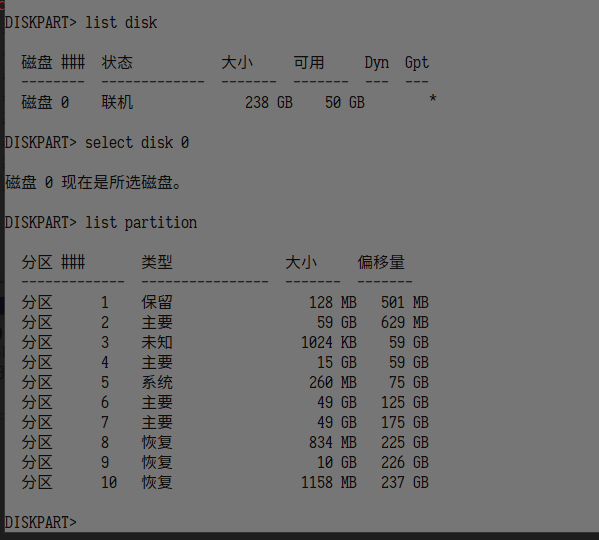 DISKPART> list disk
磁盘 ### 状态 大小 可用 Dyn Gpt
-------- ------------- ------- ------- --- ---
磁盘 0 联机 238 GB 50 GB *
DISKPART> select disk 0
磁盘 0 现在是所选磁盘。
DISKPART> list partition
分区 ### 类型 大小 偏移量
------------- ---------------- ------- -------
分区 1 保留 128 MB 501 MB
分区 2 主要 59 GB 629 MB
分区 3 未知 1024 KB 59 GB
分区 4 主要 15 GB 59 GB
分区 5 系统 260 MB 75 GB
分区 6 主要 49 GB 125 GB
分区 7 主要 49 GB 175 GB
分区 8 恢复 834 MB 225 GB
分区 9 恢复 10 GB 226 GB
分区 10 恢复 1158 MB 237 GB
DISKPART>